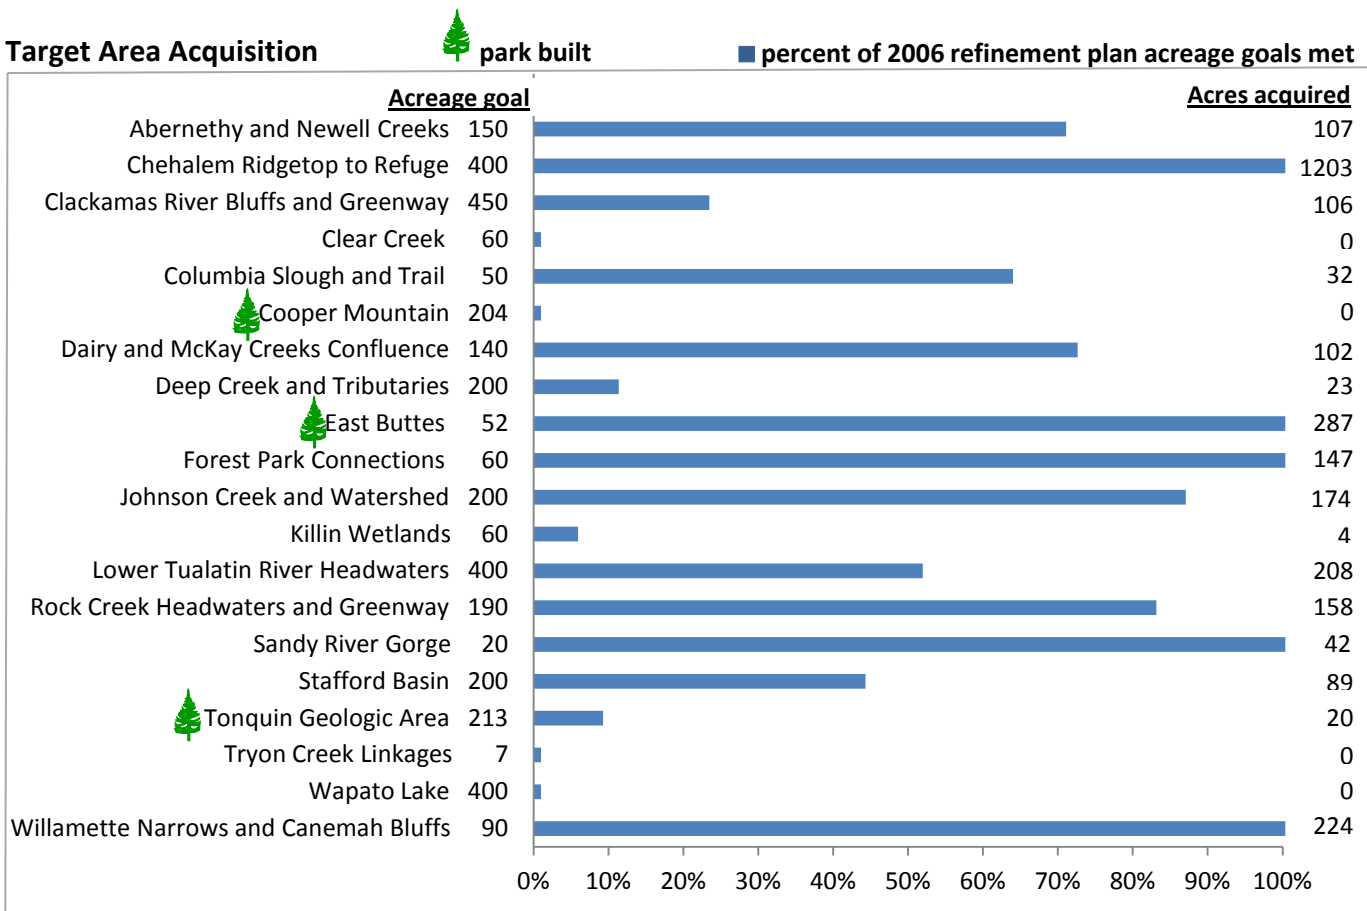 Target Area Acquisition park built percent of 2006 refinement plan acreage goals met
Acreage goal Acres acquired
Abernethy and Newell Creeks 150 107
Chehalem Ridgetop to Refuge 400 1203
Clackamas River Bluffs and Greenway 450 106
Clear Creek 60 0
Columbia Slough and Trail 50 32
Cooper Mountain 204 0
Dairy and McKay Creeks Confluence 140 102
Deep Creek and Tributaries 200 23
East Buttes 52 287
Forest Park Connections 60 147
Johnson Creek and Watershed 200 174
Killin Wetlands 60 4
Lower Tualatin River Headwaters 400 208
Rock Creek Headwaters and Greenway 190 158
Sandy River Gorge 20 42
Stafford Basin 200 89
Tonquin Geologic Area 213 20
Tryon Creek Linkages 7 0
Wapato Lake 400 0
Willamette Narrows and Canemah Bluffs 90 224
0% 10% 20% 30% 40% 50% 60% 70% 80% 90% 100%